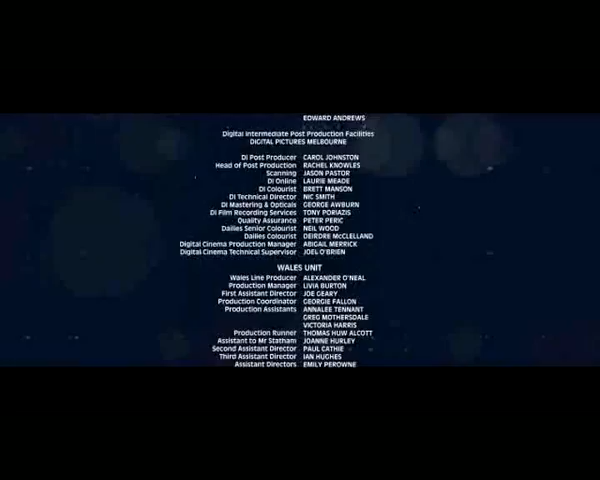 EDWARD ANDREWS
Digital Intermediate Post Production Facilities
DIGITAL PICTURES MELBOURNE
DI Post Producer CAROL JOHNSTON
Head of Post Production RACHEL KNOWLES
Scanning JASON PASTOR
DI Online LAURIE MEADE
DI Colourist BRETT MANSON
DI Technical Director NIC SMITH
DI Mastering & Opticals GEORGE AWBURN
DI Film Recording Services TONY PORIAZIS
Quality Assurance PETER PERIC
Dailies Senior Colourist NEIL WOOD
Dailies Colourist DEIRDRE McCLELLAND
Digital Cinema Production Manager ABIGAIL MERRICK
Digital Cinema Technical Supervisor JOEL O'BRIEN
WALES UNIT
Wales Line Producer ALEXANDER O'NEAL
Production Manager LIVIA BURTON
First Assistant Director JOE GEARY
Production Coordinator GEORGIE FALLON
Production Assistants ANNALEE TENNANT
GREG MOTHERSDALE
VICTORIA HARRIS
Production Runner THOMAS HUW ALCOTT
Assistant to Mr Statham JOANNE HURLEY
Second Assistant Director PAUL CATHIE
Third Assistant Director IAN HUGHES
Assistant Directors EMILY PEROWNE